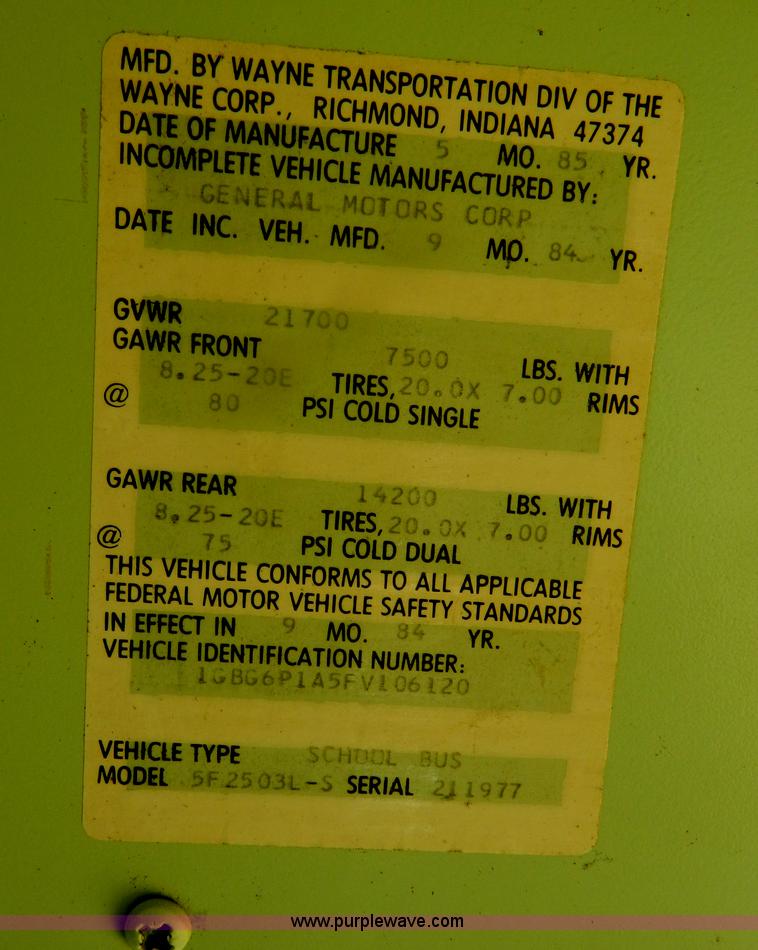 MFD. BY WAYNE TRANSPORTATION DIV OF THE
WAYNE CORP., RICHMOND, INDIANA 47374
DATE OF MANUFACTURE 5 MO. 85 YR.
INCOMPLETE VEHICLE MANUFACTURED BY:
GENERAL MOTORS CORP
DATE INC. VEH. MFD. 9 MO. 84 YR.
GVWR 21700
GAWR FRONT 7500 LBS. WITH
8.25-20E TIRES, 20.0X 7.00 RIMS
@ 80 PSI COLD SINGLE
GAWR REAR 14200 LBS. WITH
8.25-20E TIRES, 20.0X 7.00 RIMS
@ 75 PSI COLD DUAL
THIS VEHICLE CONFORMS TO ALL APPLICABLE
FEDERAL MOTOR VEHICLE SAFETY STANDARDS
IN EFFECT IN 9 MO. 84 YR.
VEHICLE IDENTIFICATION NUMBER:
1GBG6P1A5FV106120
VEHICLE TYPE SCHOOL BUS
MODEL 5F2503L-S SERIAL 211977
www.purplewave.com